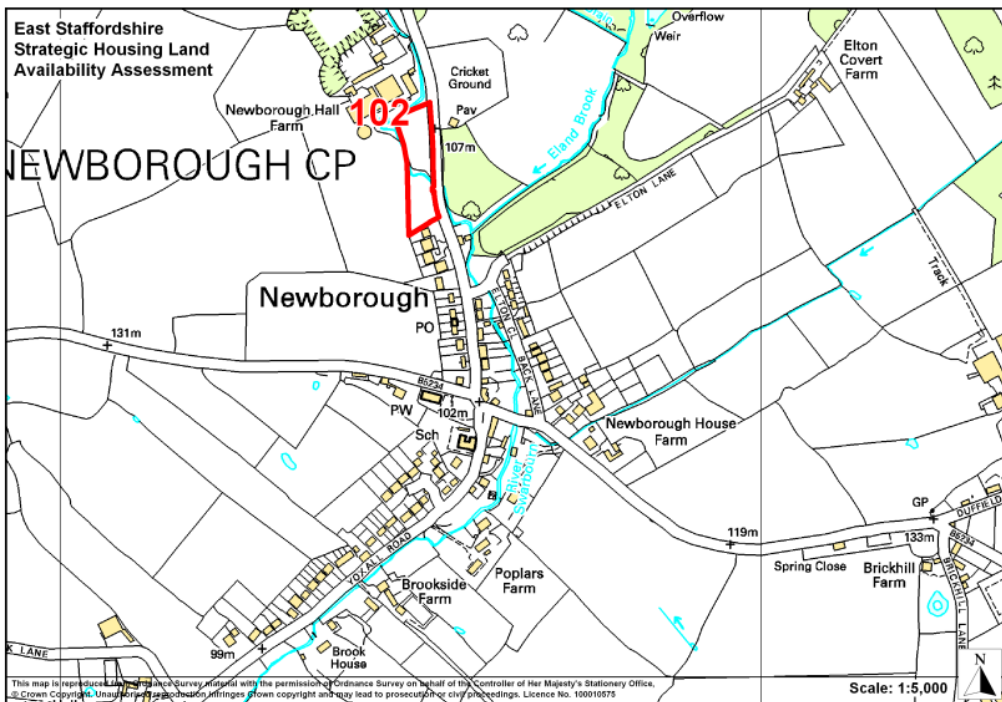 East Staffordshire
Strategic Housing Land
Availability Assessment
Overflow
Weir
Elton
Covert
Farm
Cricket
Ground
Newborough Hall
Farm
102
Pav
107m
Eland Brook
NEWBOROUGH CP
ELTON LANE
Track
Newborough
PO
ELTON CL
BACK LANE
131m
B5234
PW
102m
Sch
Newborough House
Farm
River
Swarbourn
GP
DUFFIELD
119m
133m
B5234
Spring Close
Brickhill
Farm
BRICKHILL LANE
YOXALL ROAD
Poplars
Farm
Brookside
Farm
Brook
House
99m
K LANE
N
This map is reproduced from Ordnance Survey material with the permission of Ordnance Survey on behalf of the Controller of Her Majesty's Stationery Office,
© Crown Copyright. Unauthorised reproduction infringes Crown copyright and may lead to prosecution or civil proceedings. Licence No. 100010575
Scale: 1:5,000